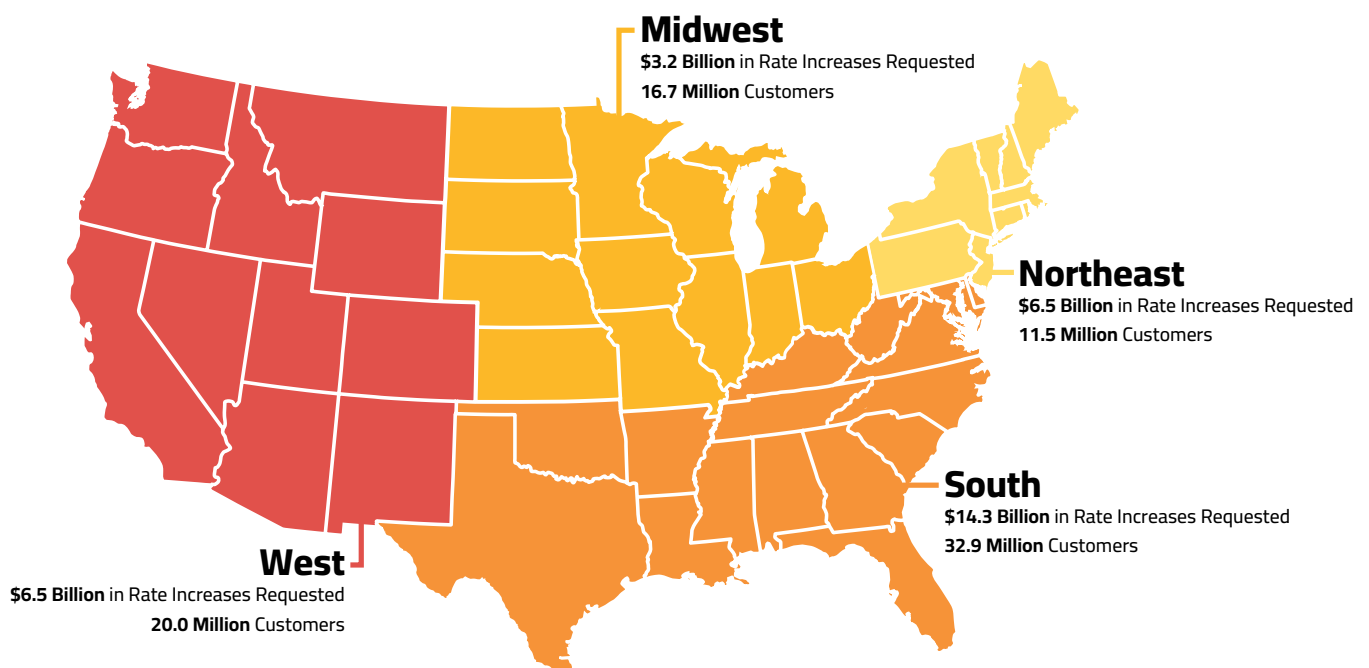 Midwest
$3.2 Billion in Rate Increases Requested
16.7 Million Customers
Northeast
$6.5 Billion in Rate Increases Requested
11.5 Million Customers
South
$14.3 Billion in Rate Increases Requested
32.9 Million Customers
West
$6.5 Billion in Rate Increases Requested
20.0 Million Customers